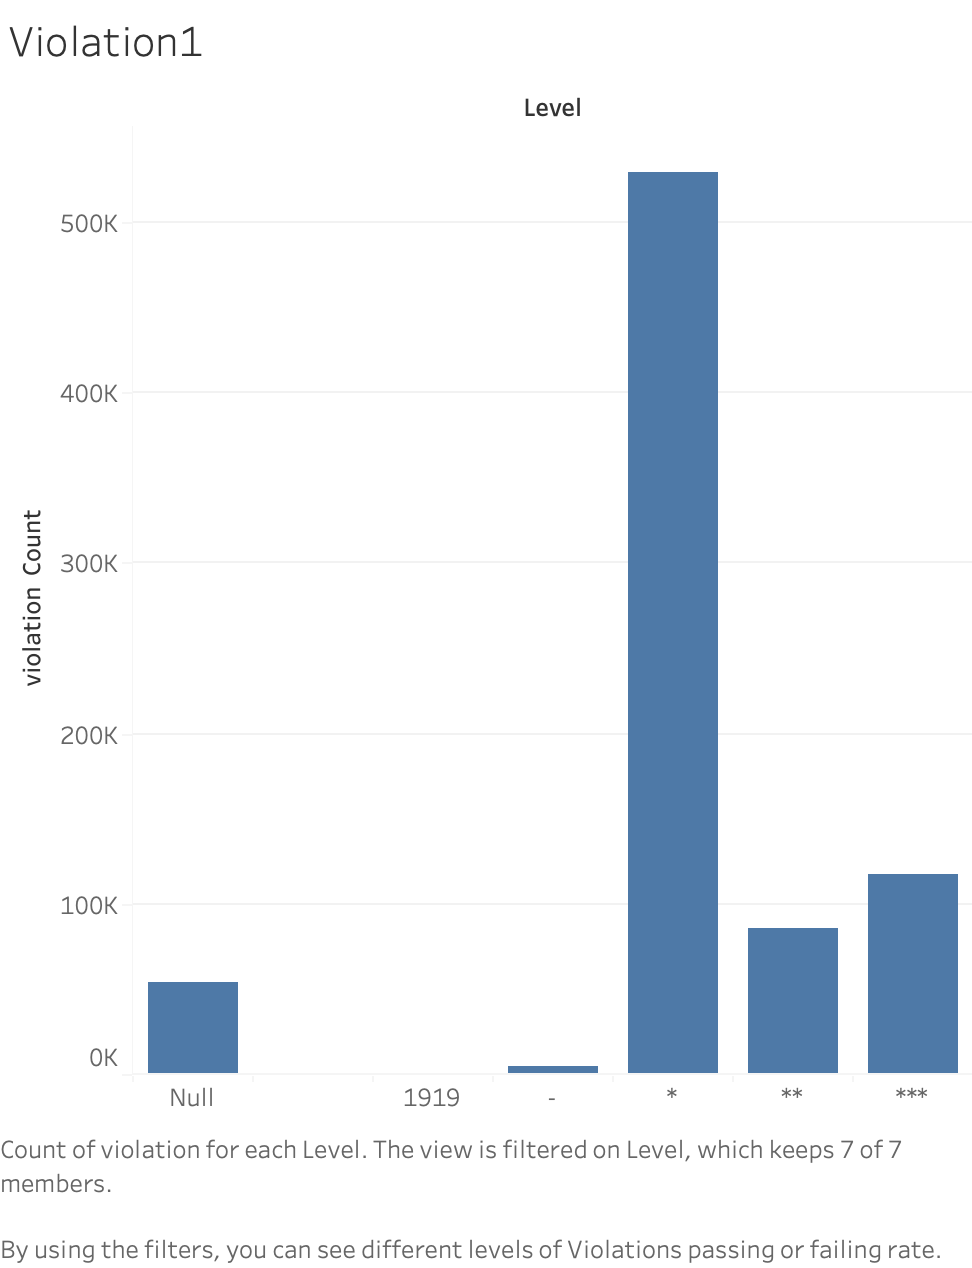 Violation1
Level
500K
400K
300K
200K
100K
0K
violation Count
Null 1919 - * ** ***
Count of violation for each Level. The view is filtered on Level, which keeps 7 of 7
members.
By using the filters, you can see different levels of Violations passing or failing rate.